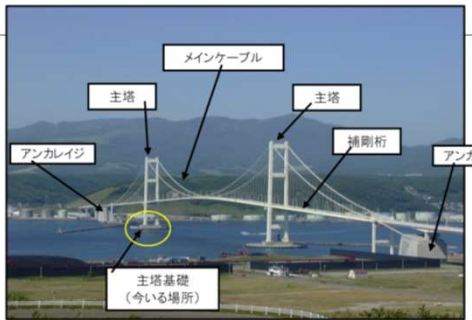 メインケーブル
主塔
主塔
補剛桁
アンカレイジ
アンカ
主塔基礎
（今いる場所）